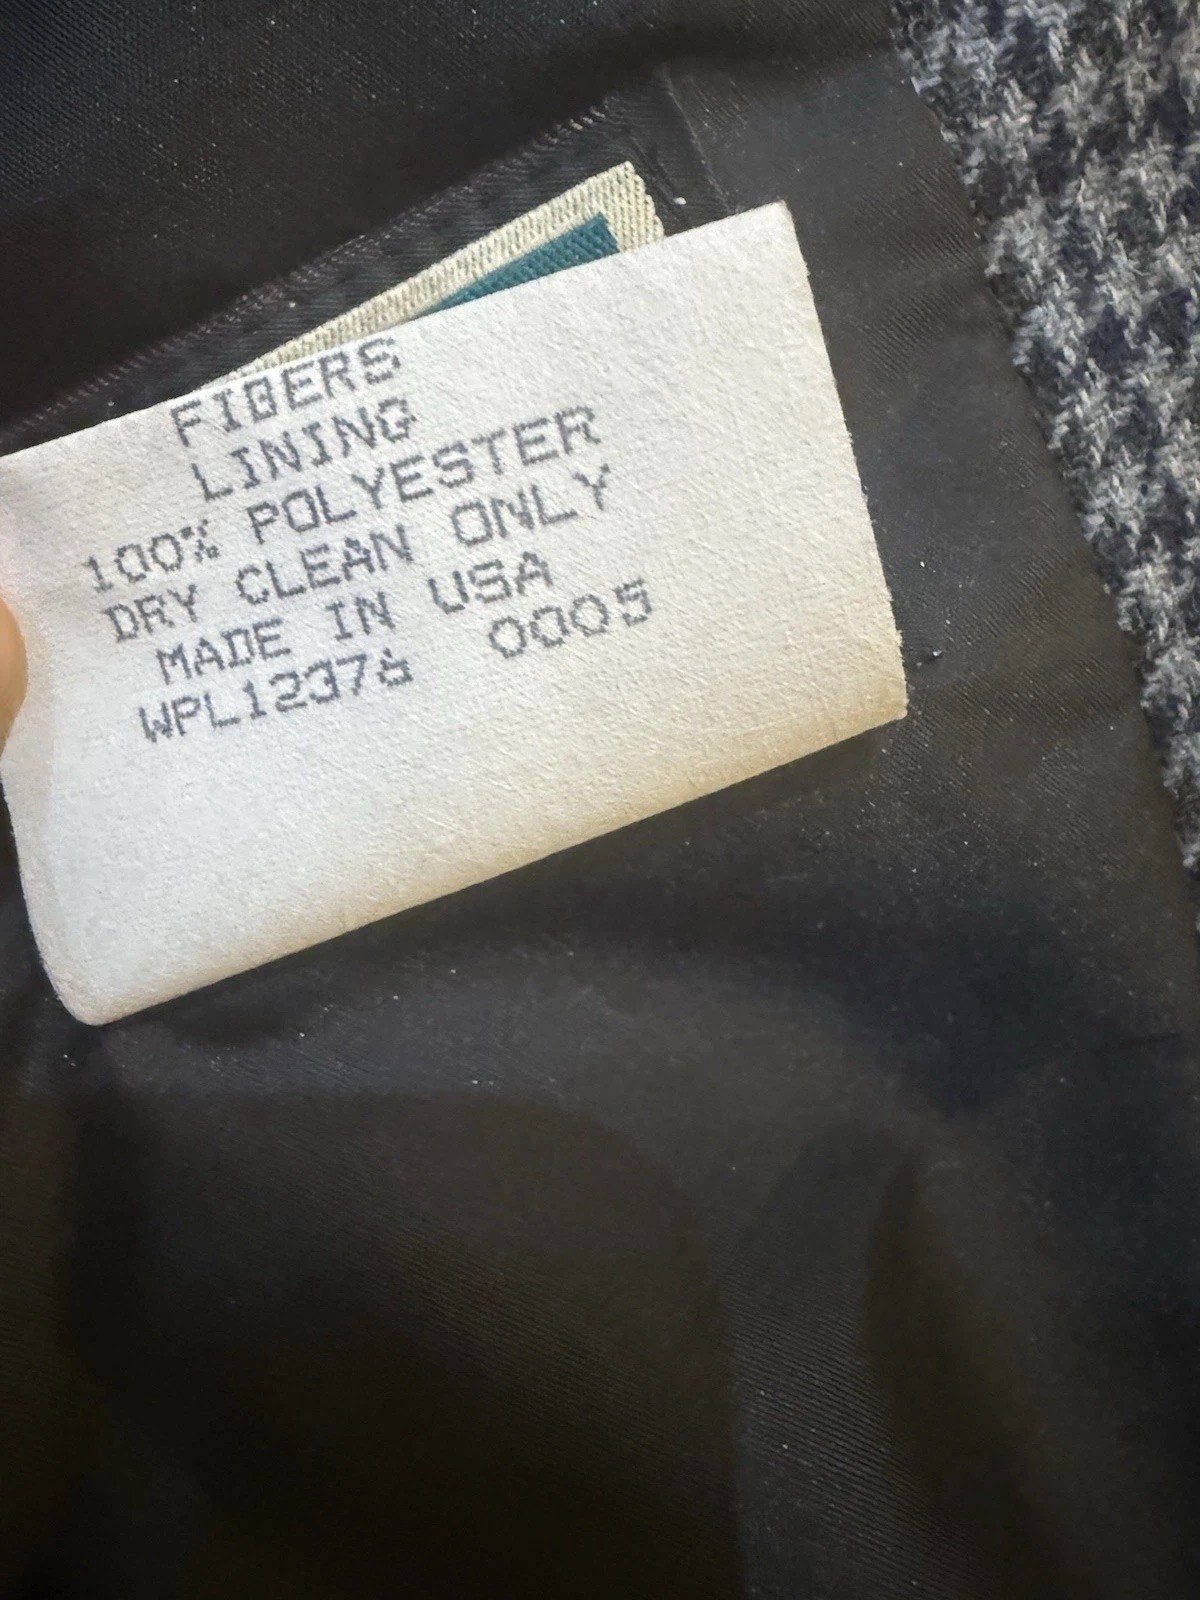 FIBERS
LINING
100% POLYESTER
DRY CLEAN ONLY
MADE IN USA
WPL12376 0005